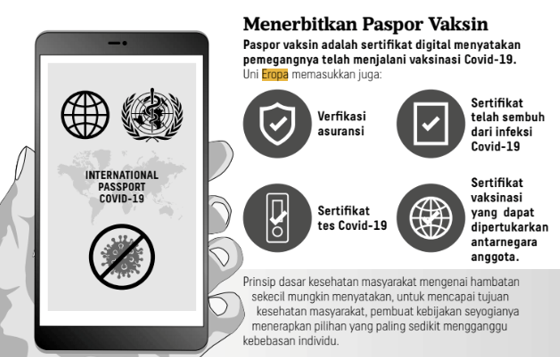 Menerbitkan Paspor Vaksin
Paspor vaksin adalah sertifikat digital menyatakan
pemegangnya telah menjalani vaksinasi Covid-19.
Uni Eropa memasukkan juga:
INTERNATIONAL
PASSPORT
COVID-19
Verfikasi
asuransi
Sertifikat
telah sembuh
dari infeksi
Covid-19
Sertifikat
tes Covid-19
Sertifikat
vaksinasi
yang dapat
dipertukarkan
antarnegara
anggota.
Prinsip dasar kesehatan masyarakat mengenai hambatan
sekecil mungkin menyatakan, untuk mencapai tujuan
kesehatan masyarakat, pembuat kebijakan seyogianya
menerapkan pilihan yang paling sedikit mengganggu
kebebasan individu.